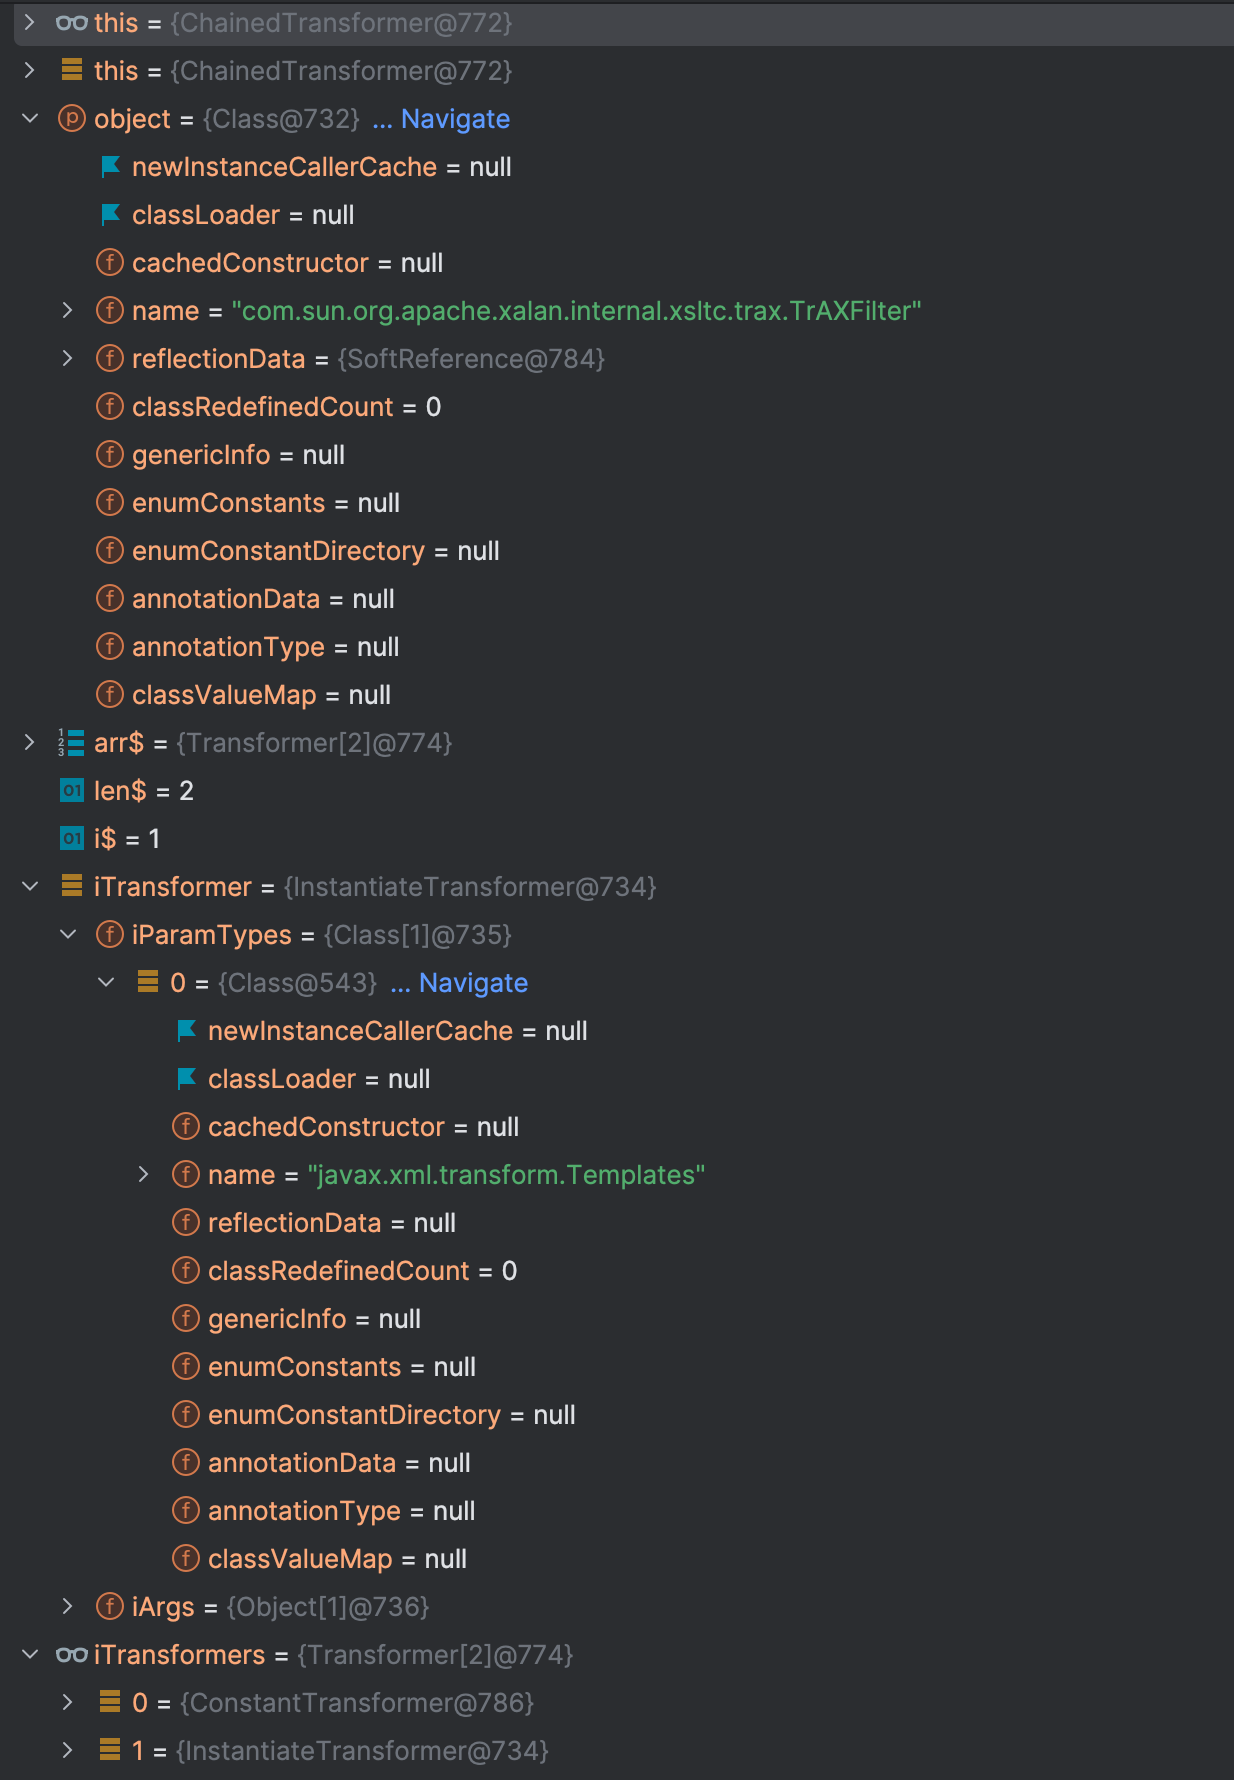 this = {ChainedTransformer@772}
this = {ChainedTransformer@772}
p object = {Class@732} ... Navigate
newInstanceCallerCache = null
classLoader = null
f cachedConstructor = null
f name = "com.sun.org.apache.xalan.internal.xsltc.trax.TrAXFilter"
f reflectionData = {SoftReference@784}
f classRedefinedCount = 0
f genericInfo = null
f enumConstants = null
f enumConstantDirectory = null
f annotationData = null
f annotationType = null
f classValueMap = null
123 arr$ = {Transformer[2]@774}
01 len$ = 2
01 i$ = 1
iTransformer = {InstantiateTransformer@734}
f iParamTypes = {Class[1]@735}
0 = {Class@543} ... Navigate
newInstanceCallerCache = null
classLoader = null
f cachedConstructor = null
f name = "javax.xml.transform.Templates"
f reflectionData = null
f classRedefinedCount = 0
f genericInfo = null
f enumConstants = null
f enumConstantDirectory = null
f annotationData = null
f annotationType = null
f classValueMap = null
f iArgs = {Object[1]@736}
iTransformers = {Transformer[2]@774}
0 = {ConstantTransformer@786}
1 = {InstantiateTransformer@734}